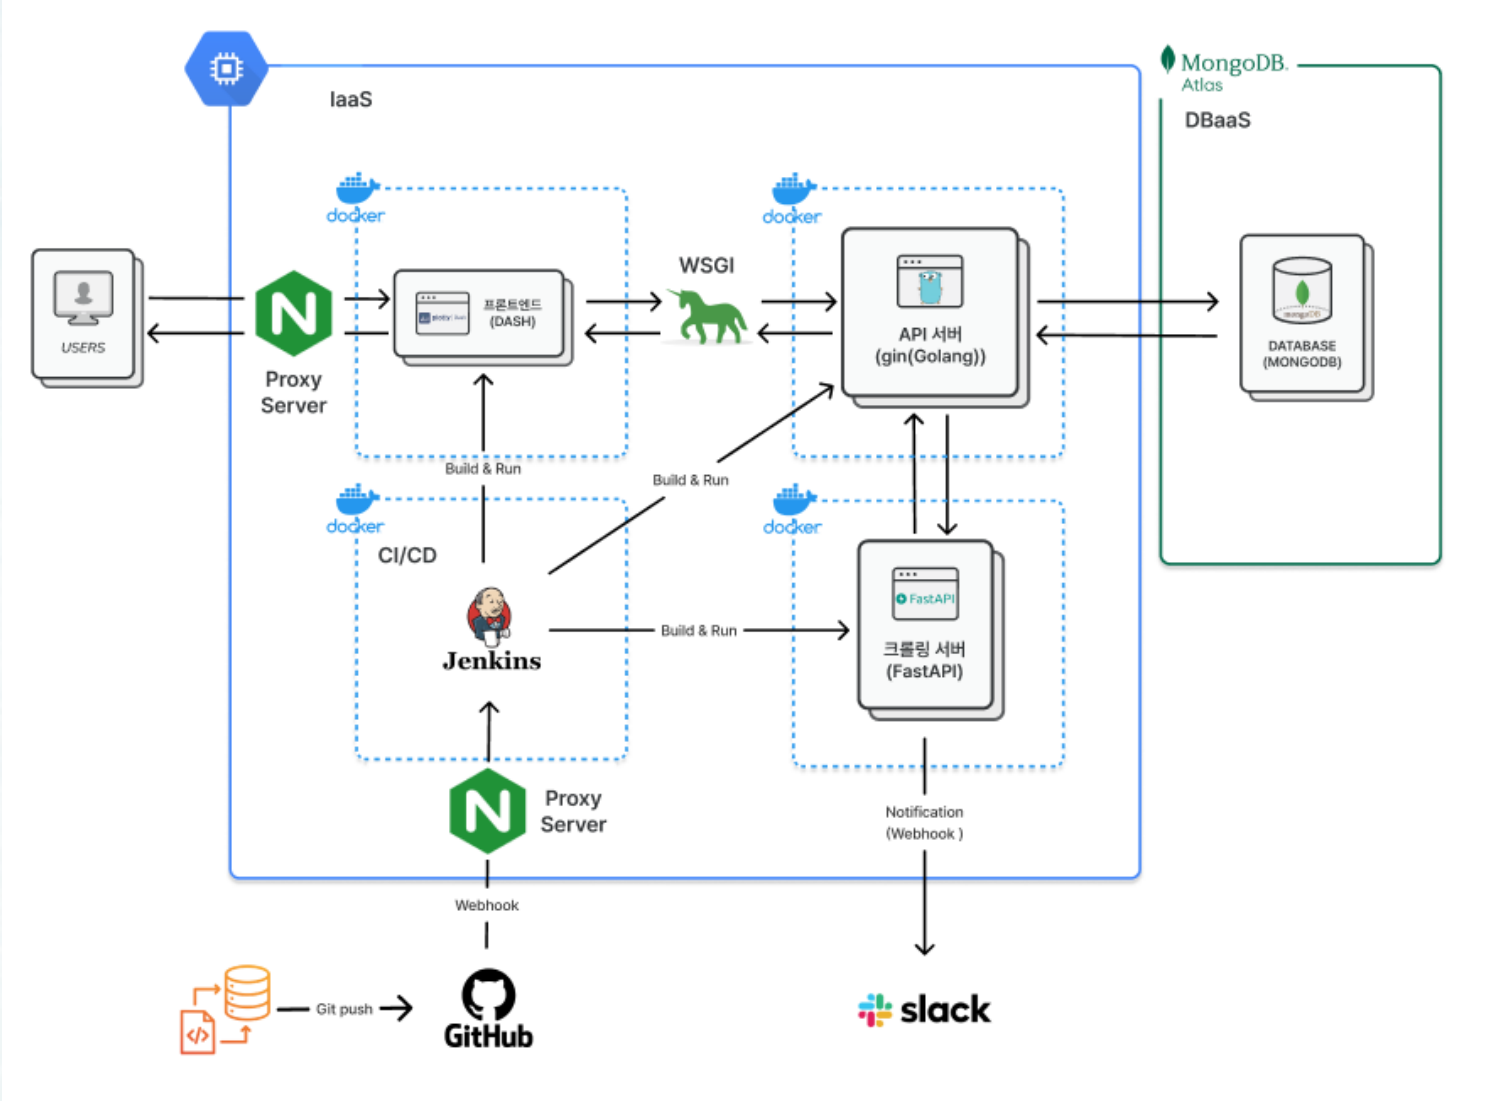 IaaS
MongoDB.
Atlas
DBaaS
docker
docker
USERS
Proxy
Server
프론트엔드
(DASH)
WSGI
API 서버
(gin(Golang))
mongoDB
DATABASE
(MONGODB)
Build & Run
Build & Run
docker
CI/CD
Jenkins
Build & Run
docker
FastAPI
크롤링 서버
(FastAPI)
Proxy
Server
Notification
(Webhook )
Webhook
Git push
GitHub
slack